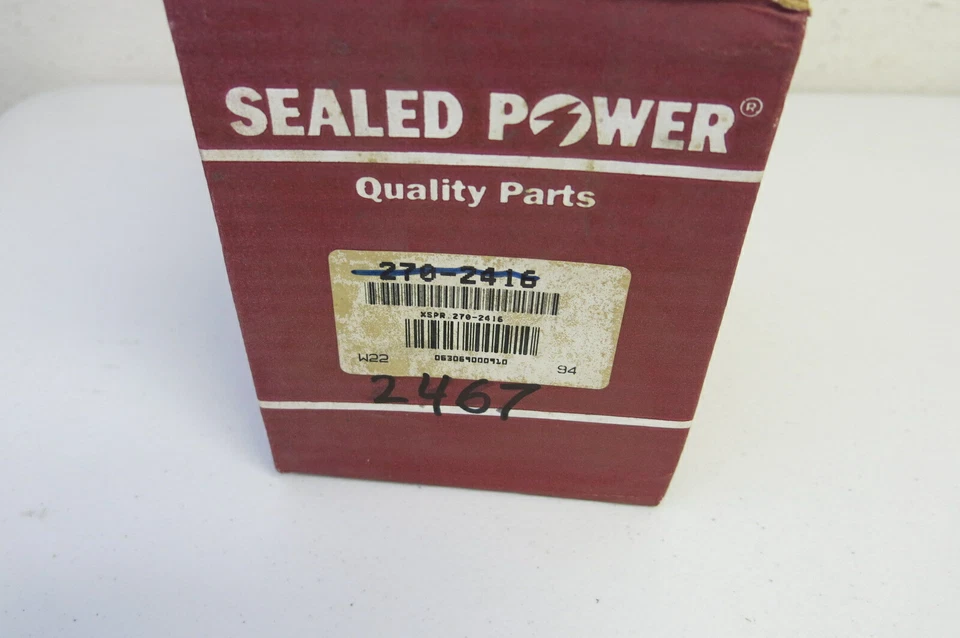 SEALED POWER®
Quality Parts
270-2416
XSPR.270-2416
063069000910
W22 94
2467